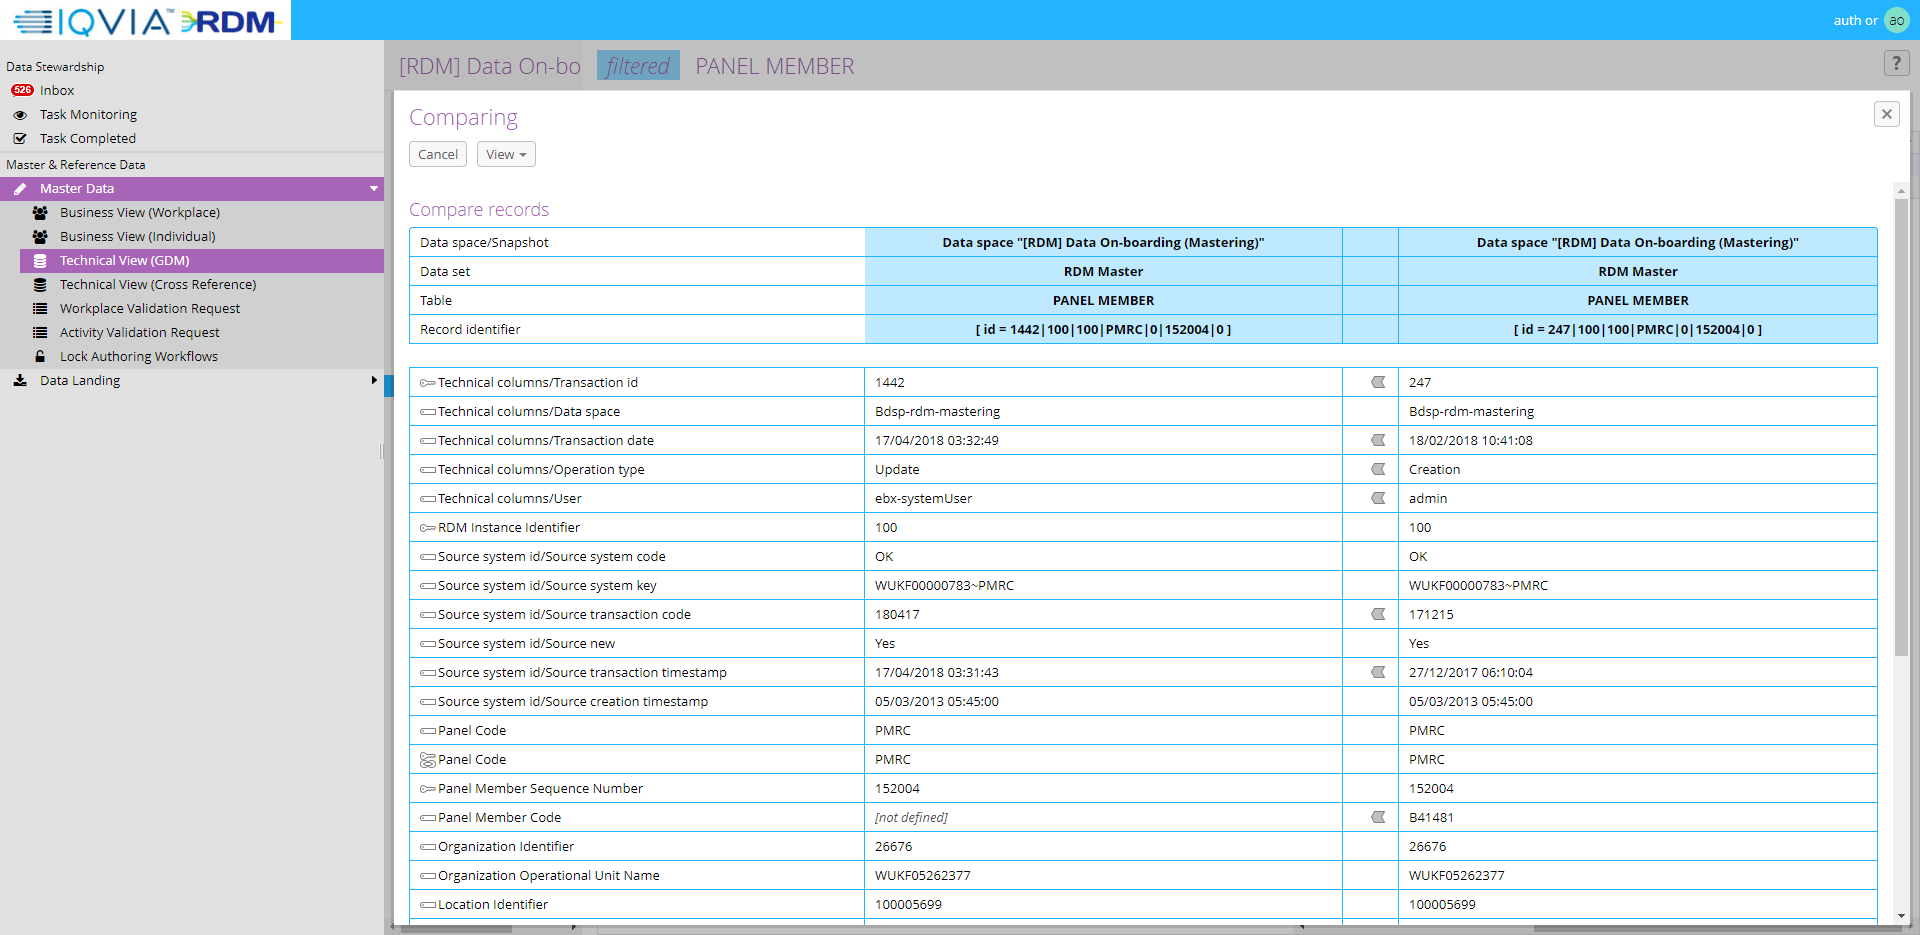 IQVIA™ RDM
auth or ao
Data Stewardship
526 Inbox
Task Monitoring
Task Completed
Master & Reference Data
Master Data
Business View (Workplace)
Business View (Individual)
Technical View (GDM)
Technical View (Cross Reference)
Workplace Validation Request
Activity Validation Request
Lock Authoring Workflows
Data Landing
[RDM] Data On-bo filtered PANEL MEMBER ?
Comparing
Cancel View
Compare records
Data space/Snapshot Data space "[RDM] Data On-boarding (Mastering)" Data space "[RDM] Data On-boarding (Mastering)"
Data set RDM Master RDM Master
Table PANEL MEMBER PANEL MEMBER
Record identifier [ id = 1442|100|100|PMRC|0|152004|0 ] [ id = 247|100|100|PMRC|0|152004|0 ]
Technical columns/Transaction id 1442 247
Technical columns/Data space Bdsp-rdm-mastering Bdsp-rdm-mastering
Technical columns/Transaction date 17/04/2018 03:32:49 18/02/2018 10:41:08
Technical columns/Operation type Update Creation
Technical columns/User ebx-systemUser admin
RDM Instance Identifier 100 100
Source system id/Source system code OK OK
Source system id/Source system key WUKF00000783~PMRC WUKF00000783~PMRC
Source system id/Source transaction code 180417 171215
Source system id/Source new Yes Yes
Source system id/Source transaction timestamp 17/04/2018 03:31:43 27/12/2017 06:10:04
Source system id/Source creation timestamp 05/03/2013 05:45:00 05/03/2013 05:45:00
Panel Code PMRC PMRC
Panel Code PMRC PMRC
Panel Member Sequence Number 152004 152004
Panel Member Code [not defined] B41481
Organization Identifier 26676 26676
Organization Operational Unit Name WUKF05262377 WUKF05262377
Location Identifier 100005699 100005699